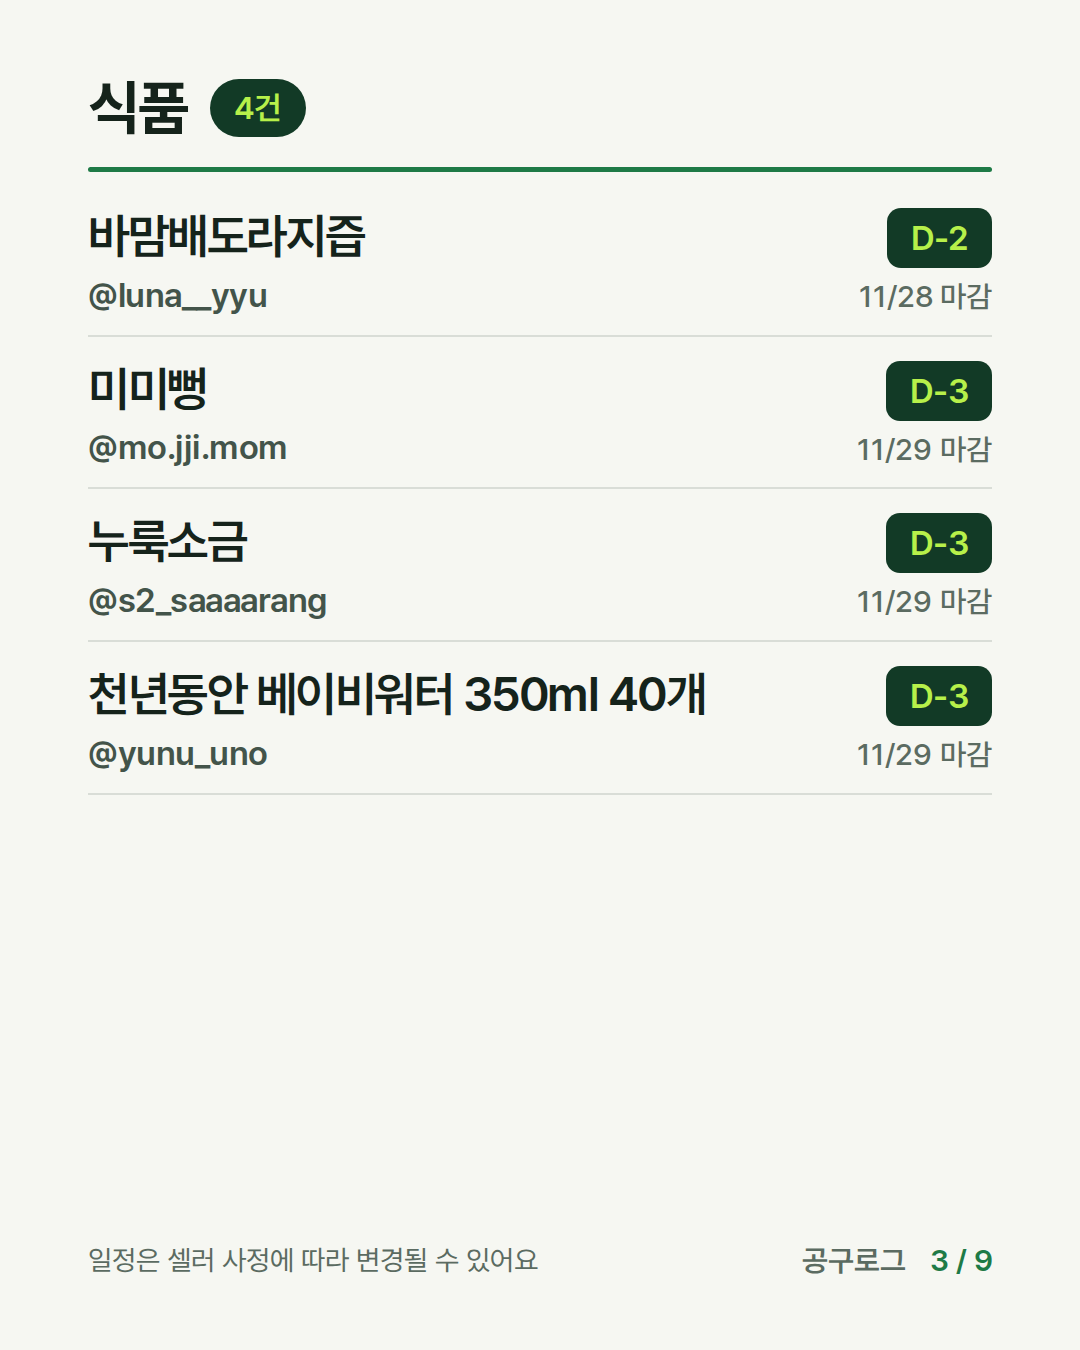 식품 4건
바맘배도라지즙 D-2
@luna__yyu 11/28 마감
미미뻥 D-3
@mo.jji.mom 11/29 마감
누룩소금 D-3
@s2_saaaarang 11/29 마감
천년동안 베이비워터 350ml 40개 D-3
@yunu_uno 11/29 마감
일정은 셀러 사정에 따라 변경될 수 있어요 공구로그 3 / 9